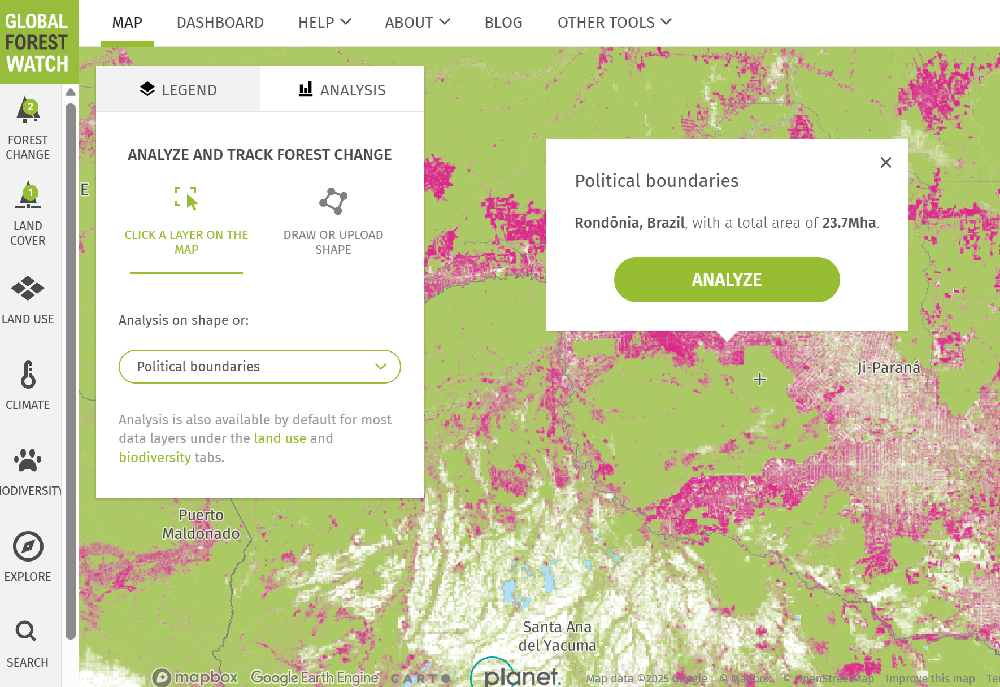 GLOBAL
FOREST
WATCH
MAP
DASHBOARD
HELP
ABOUT
BLOG
OTHER TOOLS
2
FOREST
CHANGE
1
LAND
COVER
LAND USE
CLIMATE
IODIVERSITY
EXPLORE
SEARCH
LEGEND
ANALYSIS
ANALYZE AND TRACK FOREST CHANGE
CLICK A LAYER ON THE
MAP
DRAW OR UPLOAD
SHAPE
Analysis on shape or:
Political boundaries
Analysis is also available by default for most
data layers under the land use and
biodiversity tabs.
Political boundaries
Rondônia, Brazil, with a total area of 23.7Mha.
ANALYZE
E
Ji-Paraná
Puerto
Maldonado
Santa Ana
del Yacuma
mapbox
Google Earth Engine
CARTO
planet.
Map data ©2025 Google © Mapbox © OpenStreetMap Improve this map Ter